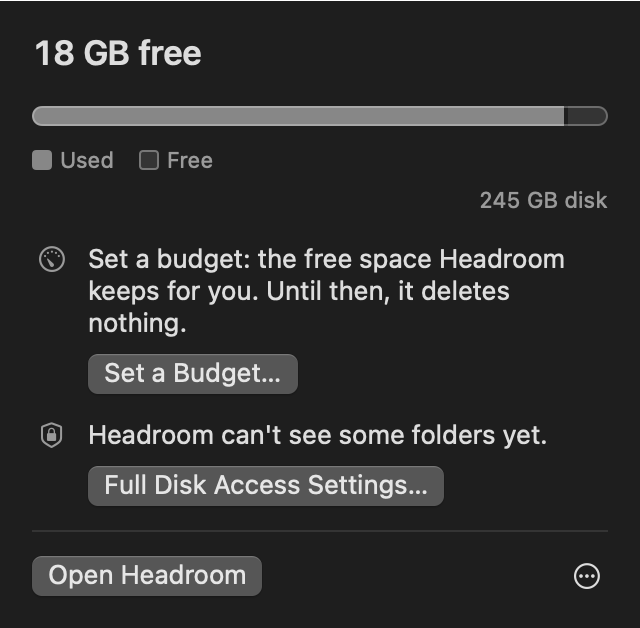 18 GB free
Used Free
245 GB disk
Set a budget: the free space Headroom
keeps for you. Until then, it deletes
nothing.
Set a Budget...
Headroom can't see some folders yet.
Full Disk Access Settings...
Open Headroom